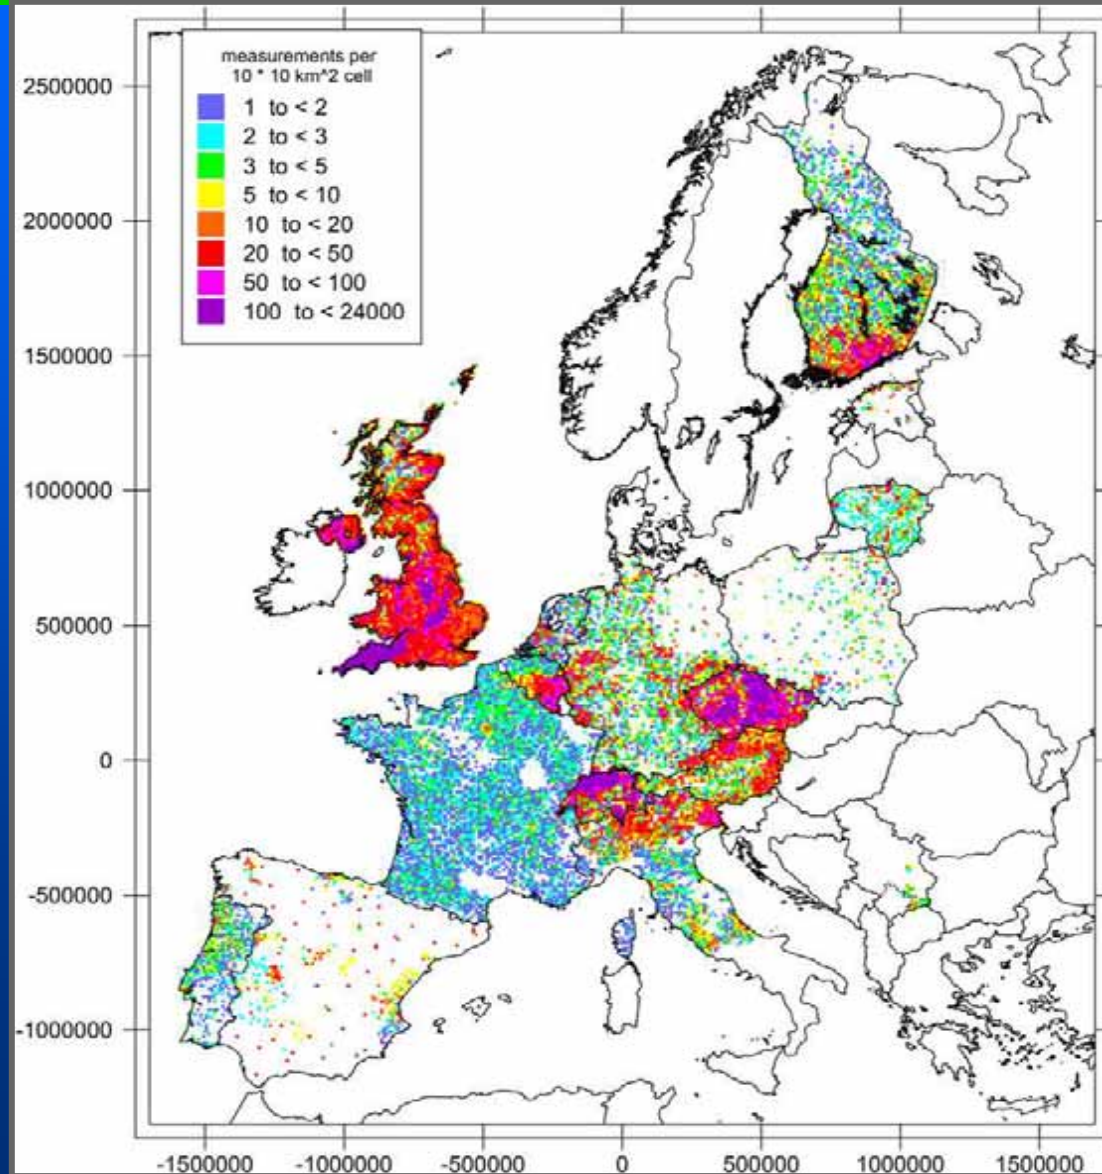 measurements per
10 * 10 km^2 cell
1 to < 2
2 to < 3
3 to < 5
5 to < 10
10 to < 20
20 to < 50
50 to < 100
100 to < 24000
2500000
2000000
1500000
1000000
500000
0
-500000
-1000000
-1500000 -1000000 -500000 0 500000 1000000 1500000